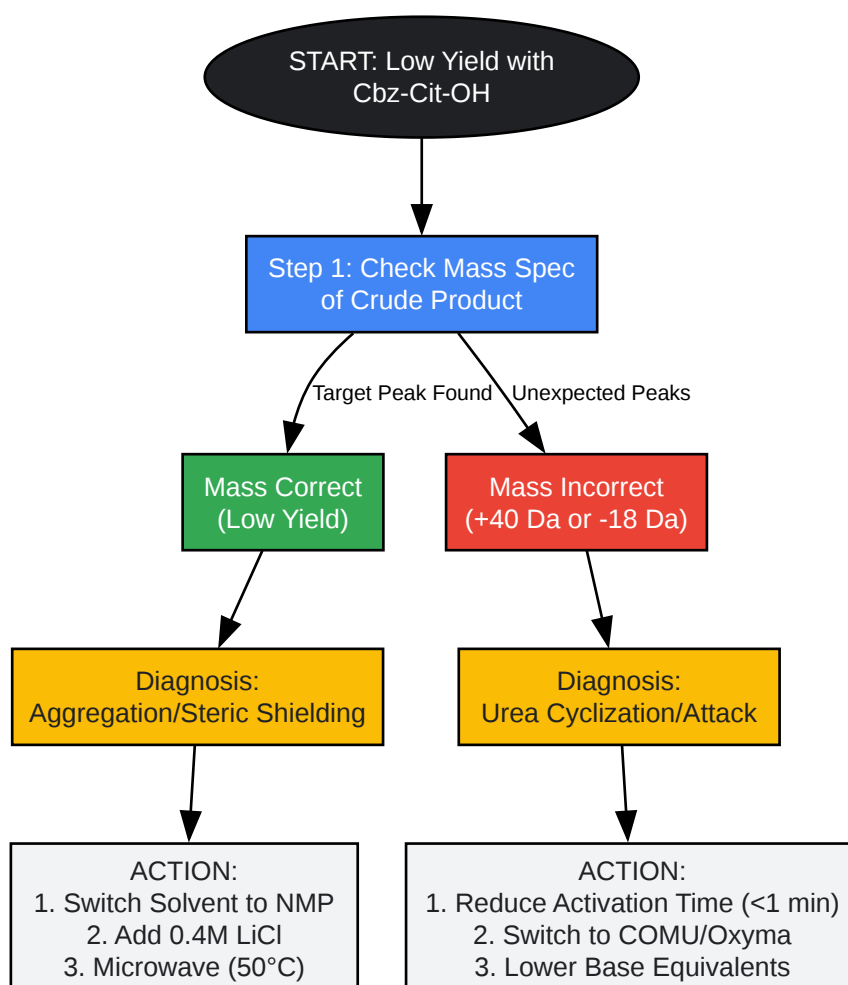 START: Low Yield with
Cbz-Cit-OH
Step 1: Check Mass Spec
of Crude Product
Target Peak Found
Unexpected Peaks
Mass Correct
(Low Yield)
Mass Incorrect
(+40 Da or -18 Da)
Diagnosis:
Aggregation/Steric Shielding
Diagnosis:
Urea Cyclization/Attack
ACTION:
1. Switch Solvent to NMP
2. Add 0.4M LiCl
3. Microwave (50°C)
ACTION:
1. Reduce Activation Time (<1 min)
2. Switch to COMU/Oxyma
3. Lower Base Equivalents